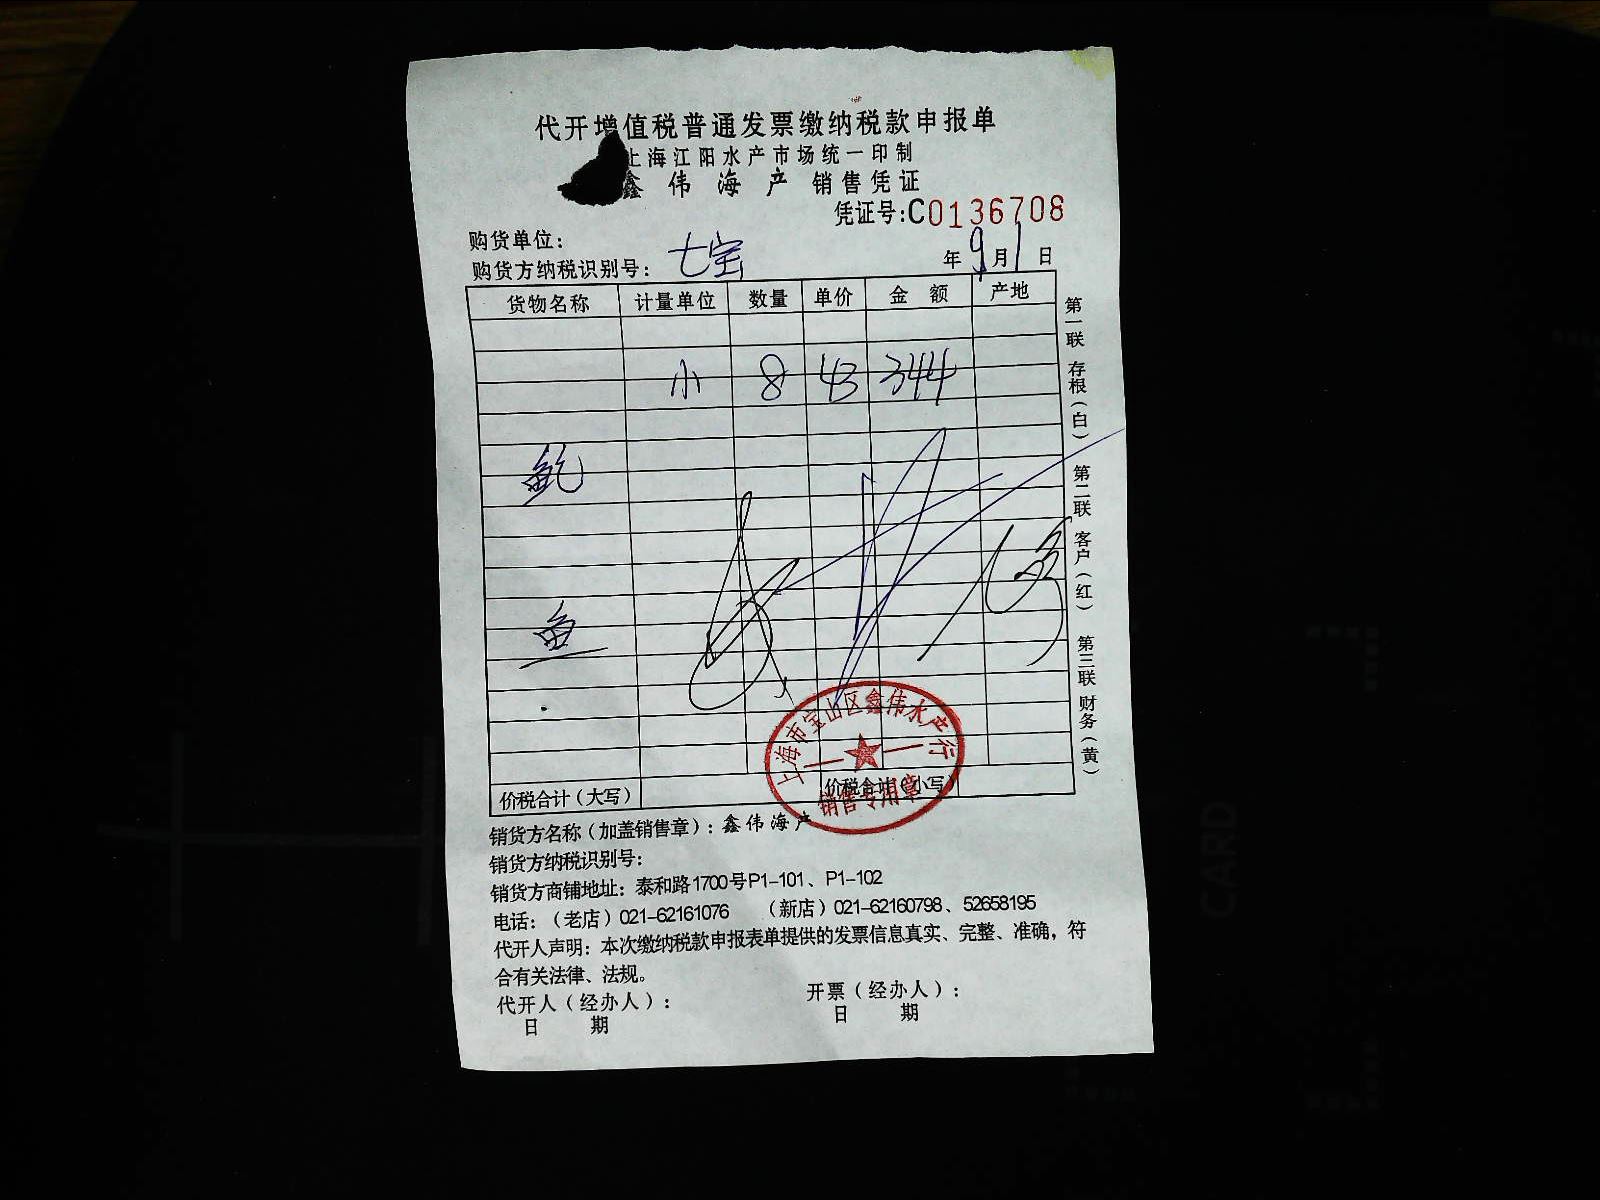 代开增值税普通发票缴纳税款申报单
上海江阳水产市场统一印制
鑫伟海产 销售凭证
凭证号:C0136708
购货单位:
购货方纳税识别号: 七宝 年9月1日
货物名称 计量单位 数量 单价 金额 产地
小 8 43 344
鲍
鱼
第一联 存根(白) 第二联 客户(红) 第三联 财务(黄)
上海市宝山区鑫伟水产行
销售专用章
价税合计(大写) 价税合计(小写)
销货方名称(加盖销售章): 鑫伟海产
销货方纳税识别号:
销货方商铺地址: 泰和路1700号P1-101、P1-102
电话:(老店)021-62161076 (新店)021-62160798、52658195
代开人声明: 本次缴纳税款申报表单提供的发票信息真实、完整、准确,符
合有关法律、法规。
代开人(经办人): 开票(经办人):
日 期 日 期
CARD